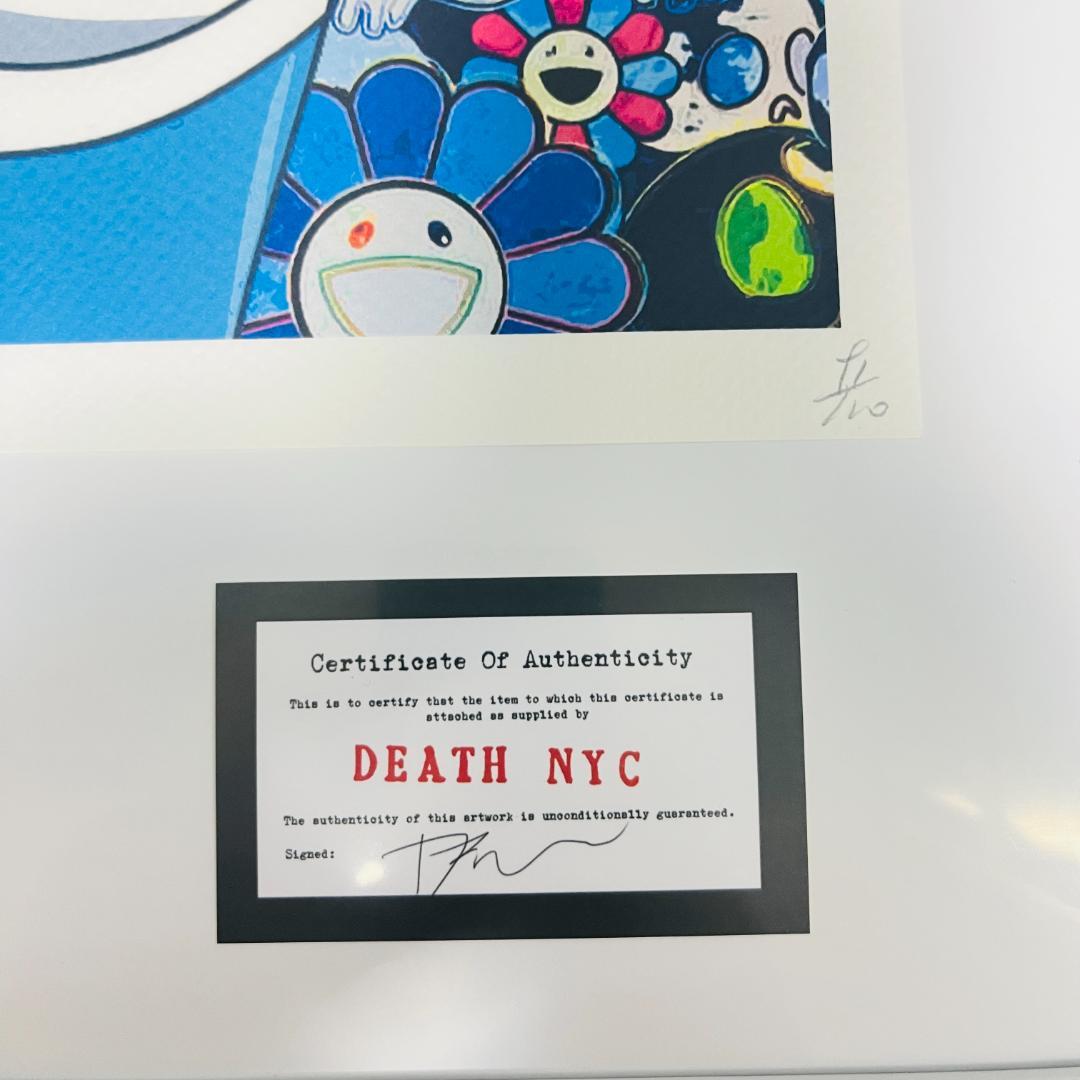 Certificate Of Authenticity
This is to certify that the item to which this certificate is
attached as supplied by
DEATH NYC
The authenticity of this artwork is unconditionally guaranteed.
Signed: